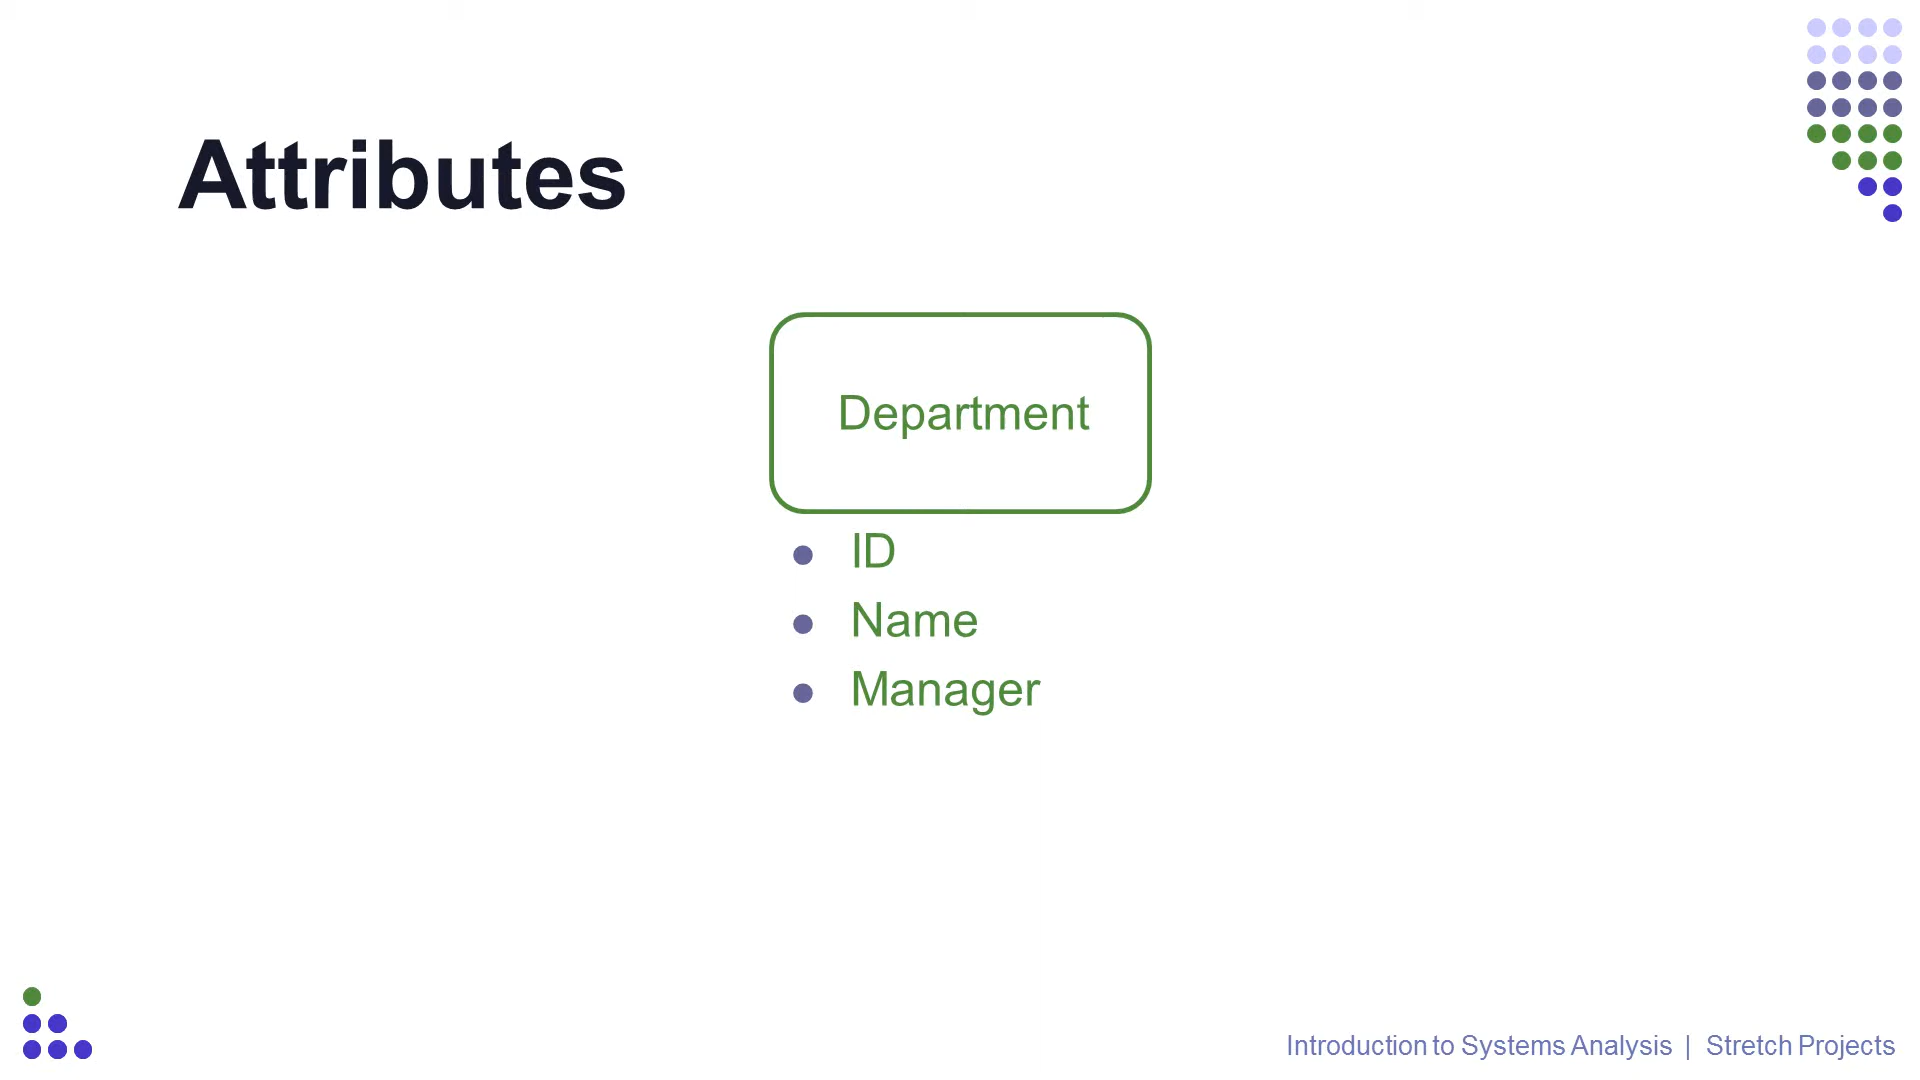 Attributes
Department
ID
Name
Manager
Introduction to Systems Analysis | Stretch Projects